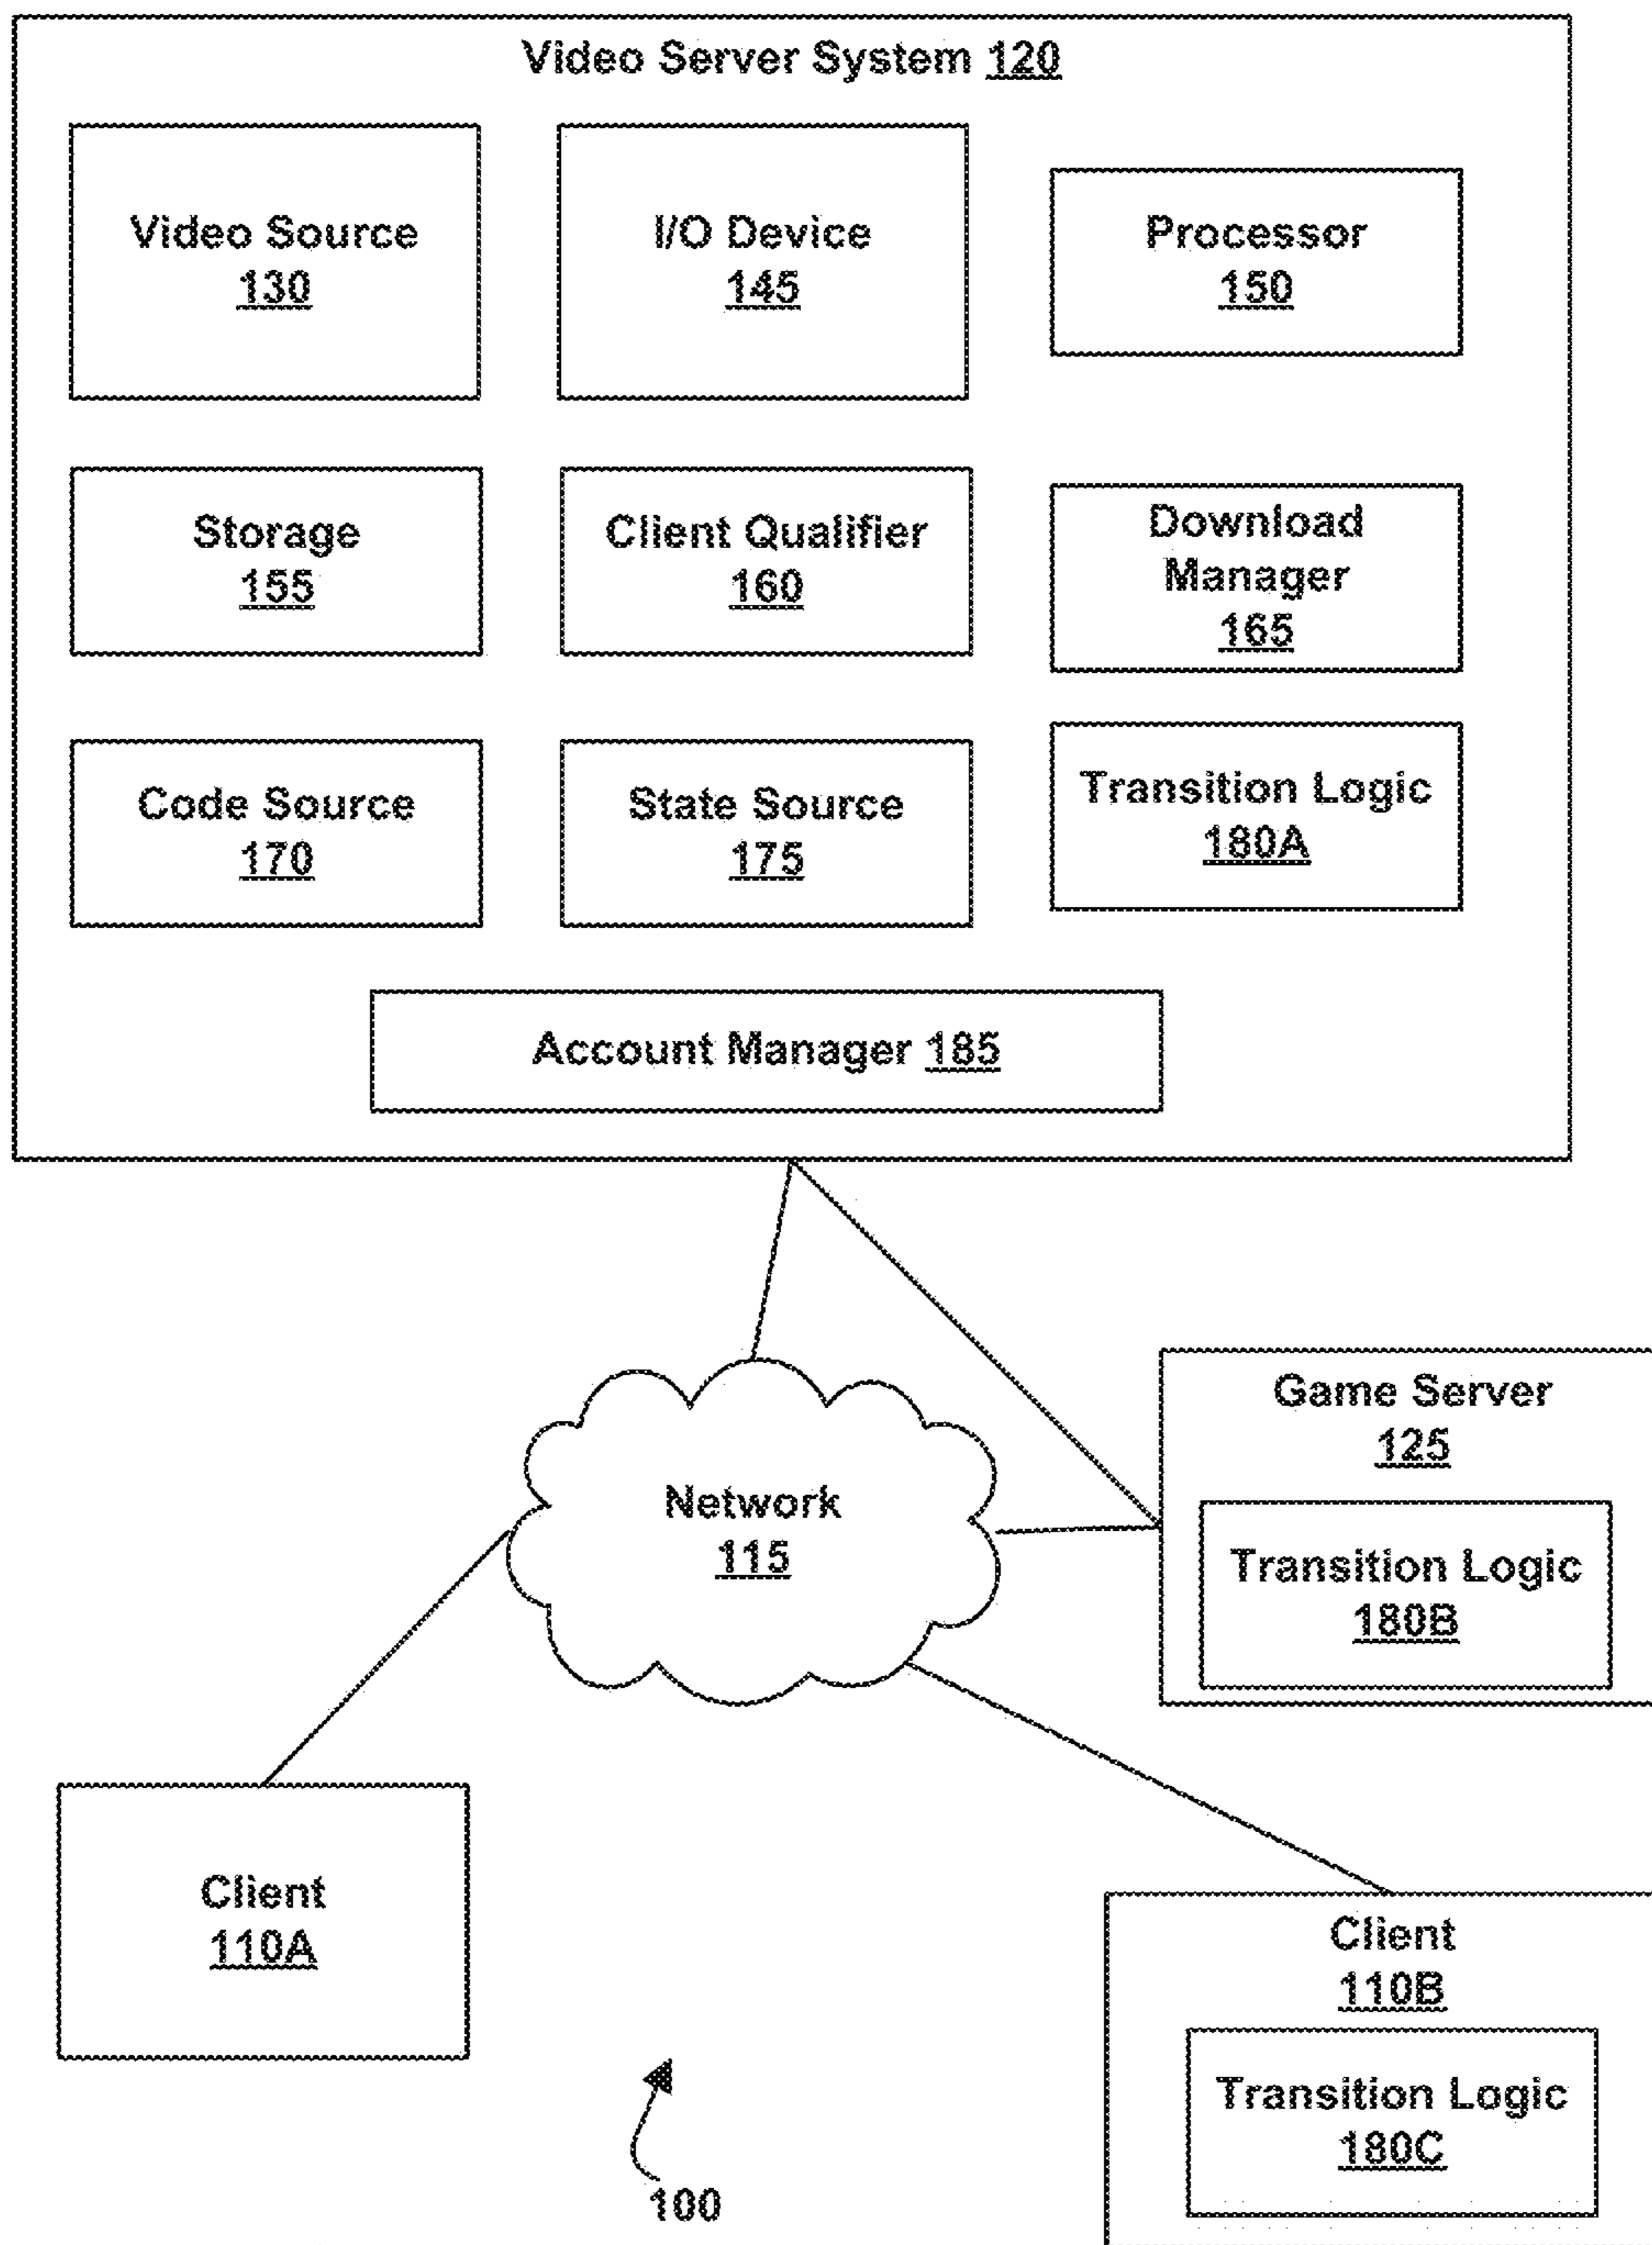 Video Server System 120
Video Source
130
I/O Device
145
Processor
150
Storage
155
Client Qualifier
160
Download
Manager
165
Code Source
170
State Source
175
Transition Logic
180A
Account Manager 185
Game Server
125
Transition Logic
180B
Network
115
Client
110A
Client
110B
Transition Logic
180C
100